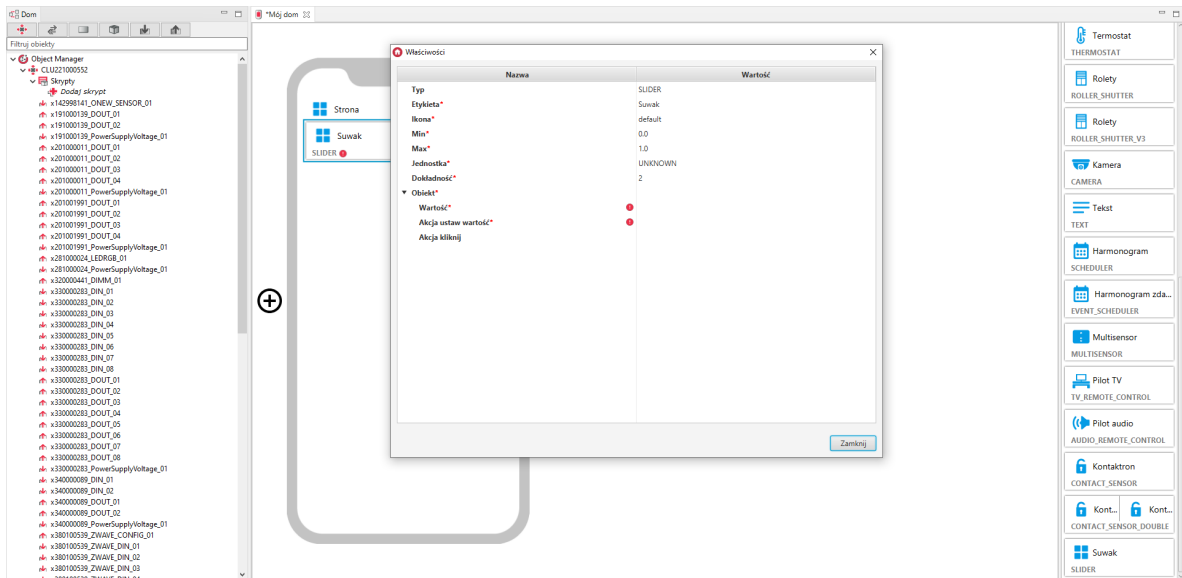 Dom
Filtruj obiekty
Object Manager
CLU221000552
Skrypty
Dodaj skrypt
x142998141_ONEW_SENSOR_01
x191000139_DOUT_01
x191000139_DOUT_02
x191000139_PowerSupplyVoltage_01
x201000011_DOUT_01
x201000011_DOUT_02
x201000011_DOUT_03
x201000011_DOUT_04
x201000011_PowerSupplyVoltage_01
x201001991_DOUT_01
x201001991_DOUT_02
x201001991_DOUT_03
x201001991_DOUT_04
x201001991_PowerSupplyVoltage_01
x281000024_LEDRGB_01
x281000024_PowerSupplyVoltage_01
x320000441_DIMM_01
x330000283_DIN_01
x330000283_DIN_02
x330000283_DIN_03
x330000283_DIN_04
x330000283_DIN_05
x330000283_DIN_06
x330000283_DIN_07
x330000283_DIN_08
x330000283_DOUT_01
x330000283_DOUT_02
x330000283_DOUT_03
x330000283_DOUT_04
x330000283_DOUT_05
x330000283_DOUT_06
x330000283_DOUT_07
x330000283_DOUT_08
x330000283_PowerSupplyVoltage_01
x340000089_DIN_01
x340000089_DIN_02
x340000089_DOUT_01
x340000089_DOUT_02
x340000089_PowerSupplyVoltage_01
x380100539_ZWAVE_CONFIG_01
x380100539_ZWAVE_DIN_01
x380100539_ZWAVE_DIN_02
x380100539_ZWAVE_DIN_03
*Mój dom
Strona
Suwak
SLIDER
Właściwości
Nazwa Wartość
Typ SLIDER
Etykieta* Suwak
Ikona* default
Min* 0.0
Max* 1.0
Jednostka* UNKNOWN
Dokładność* 2
Obiekt*
Wartość*
Akcja ustaw wartość*
Akcja kliknij
Zamknij
Termostat
THERMOSTAT
Rolety
ROLLER_SHUTTER
Rolety
ROLLER_SHUTTER_V3
Kamera
CAMERA
Tekst
TEXT
Harmonogram
SCHEDULER
Harmonogram zda...
EVENT_SCHEDULER
Multisensor
MULTISENSOR
Pilot TV
TV_REMOTE_CONTROL
Pilot audio
AUDIO_REMOTE_CONTROL
Kontaktron
CONTACT_SENSOR
Kont... Kont...
CONTACT_SENSOR_DOUBLE
Suwak
SLIDER